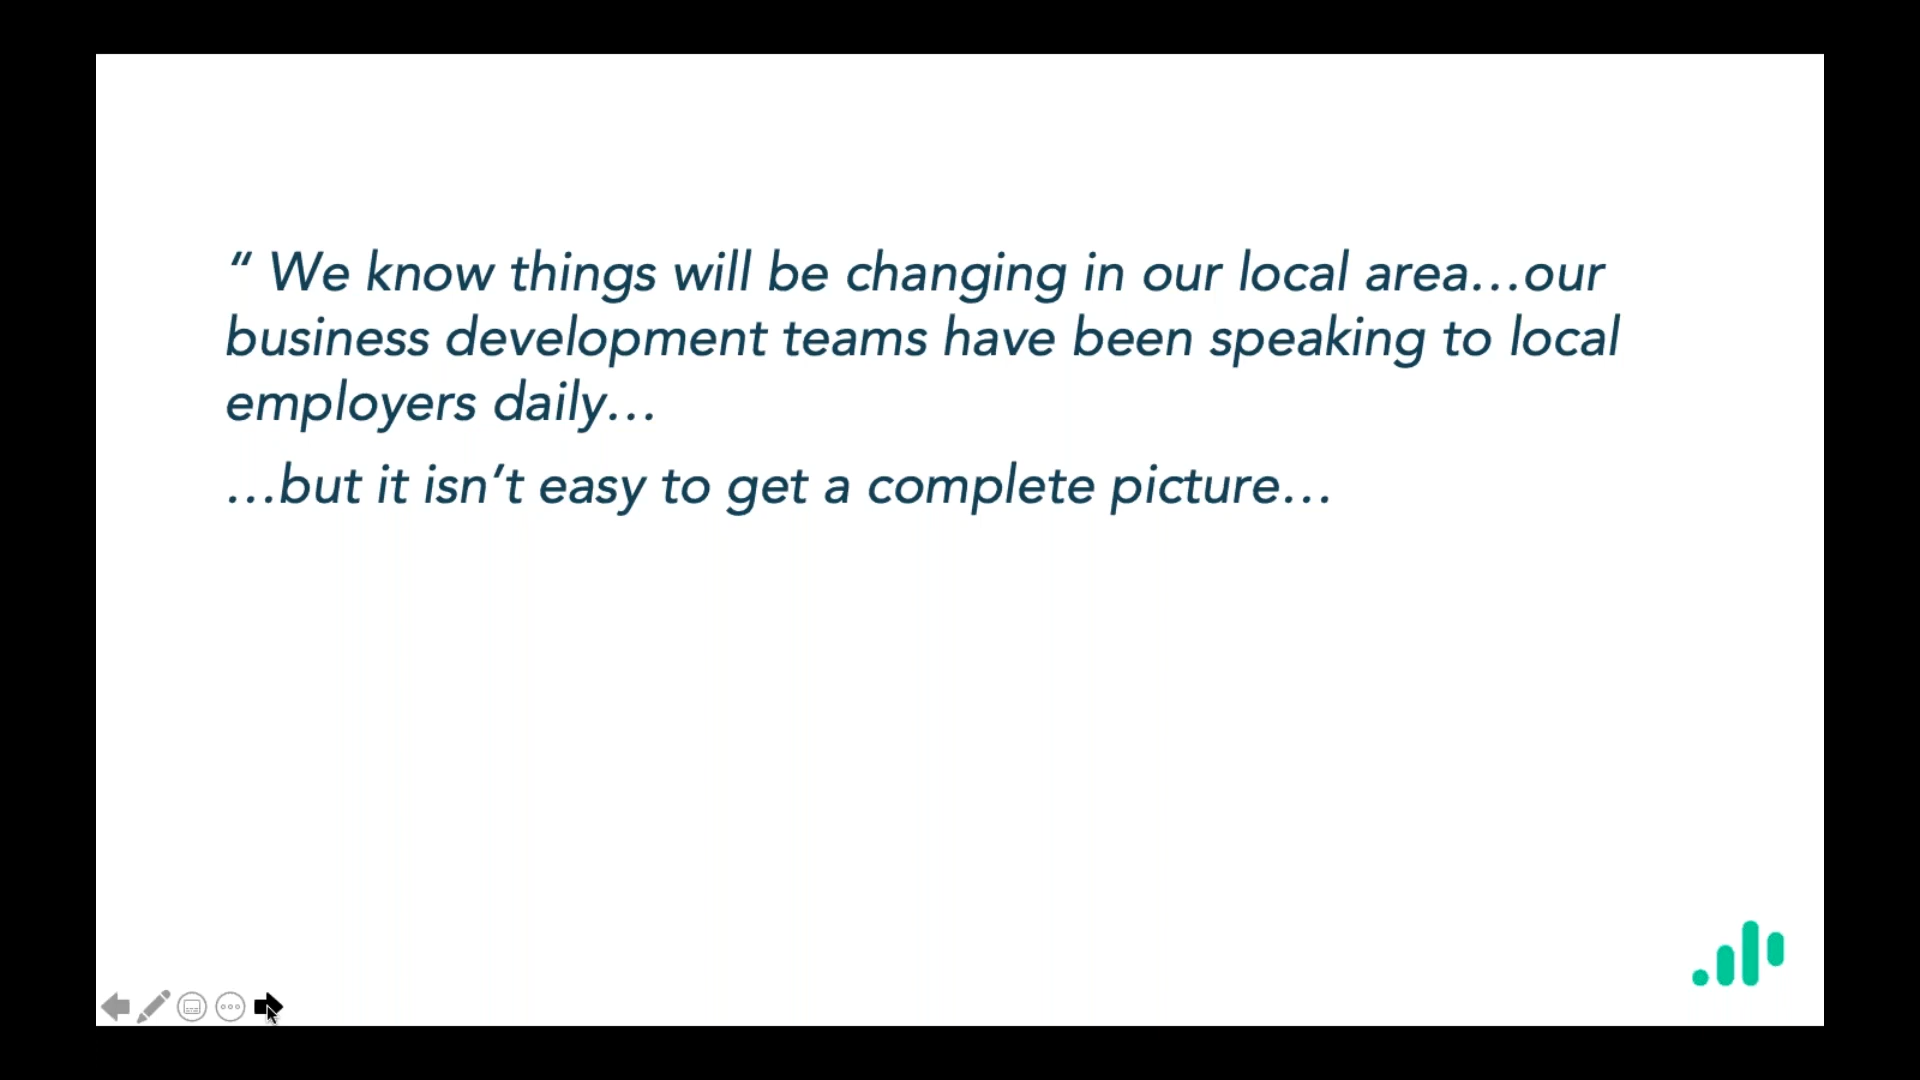 “ We know things will be changing in our local area…our
business development teams have been speaking to local
employers daily…
…but it isn’t easy to get a complete picture…